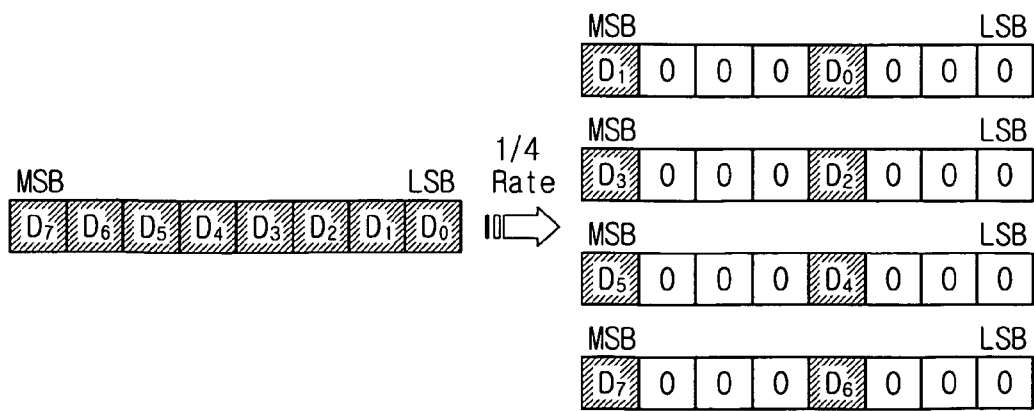 MSB LSB
D7 D6 D5 D4 D3 D2 D1 D0
1/4
Rate
MSB LSB
D1 0 0 0 D0 0 0 0
MSB LSB
D3 0 0 0 D2 0 0 0
MSB LSB
D5 0 0 0 D4 0 0 0
MSB LSB
D7 0 0 0 D6 0 0 0